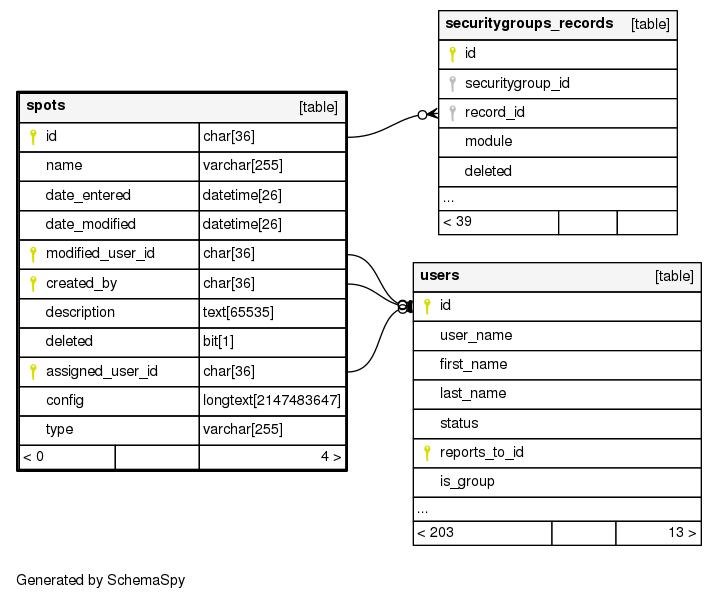 spots [table]
id char[36]
name varchar[255]
date_entered datetime[26]
date_modified datetime[26]
modified_user_id char[36]
created_by char[36]
description text[65535]
deleted bit[1]
assigned_user_id char[36]
config longtext[2147483647]
type varchar[255]
< 0 4 >
securitygroups_records [table]
id
securitygroup_id
record_id
module
deleted
...
< 39
users [table]
id
user_name
first_name
last_name
status
reports_to_id
is_group
...
< 203 13 >
Generated by SchemaSpy